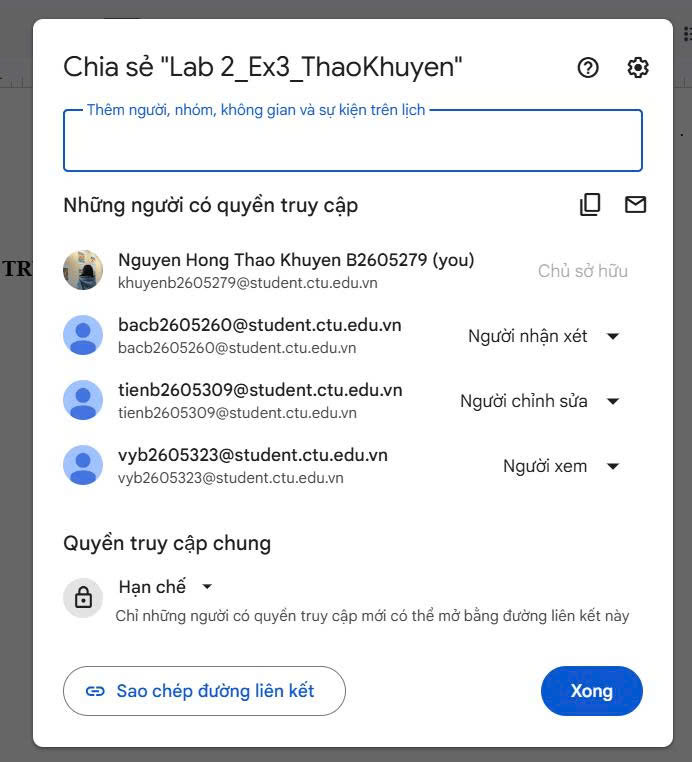 Chia sẻ "Lab 2_Ex3_ThaoKhuyen"
Thêm người, nhóm, không gian và sự kiện trên lịch
Những người có quyền truy cập
TR
Nguyen Hong Thao Khuyen B2605279 (you)
khuyenb2605279@student.ctu.edu.vn
Chủ sở hữu
bacb2605260@student.ctu.edu.vn
bacb2605260@student.ctu.edu.vn
Người nhận xét
tienb2605309@student.ctu.edu.vn
tienb2605309@student.ctu.edu.vn
Người chỉnh sửa
vyb2605323@student.ctu.edu.vn
vyb2605323@student.ctu.edu.vn
Người xem
Quyền truy cập chung
Hạn chế
Chỉ những người có quyền truy cập mới có thể mở bằng đường liên kết này
Sao chép đường liên kết
Xong